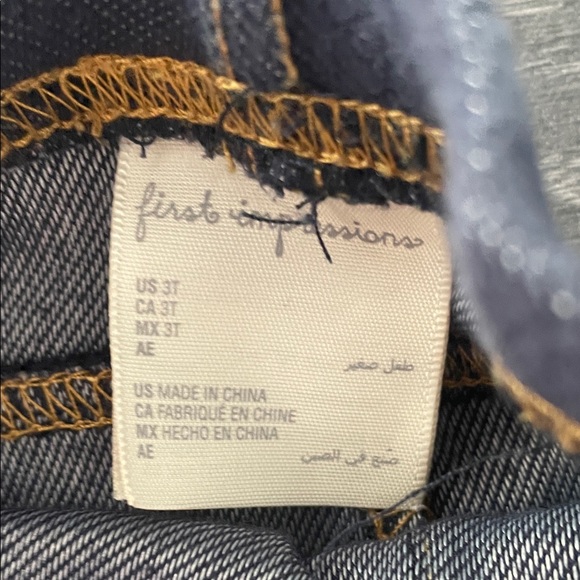 first impressions
US 3T
CA 3T
MX 3T
AE طفل صغير
US MADE IN CHINA
CA FABRIQUÉ EN CHINE
MX HECHO EN CHINA
AE صّنع في الصين